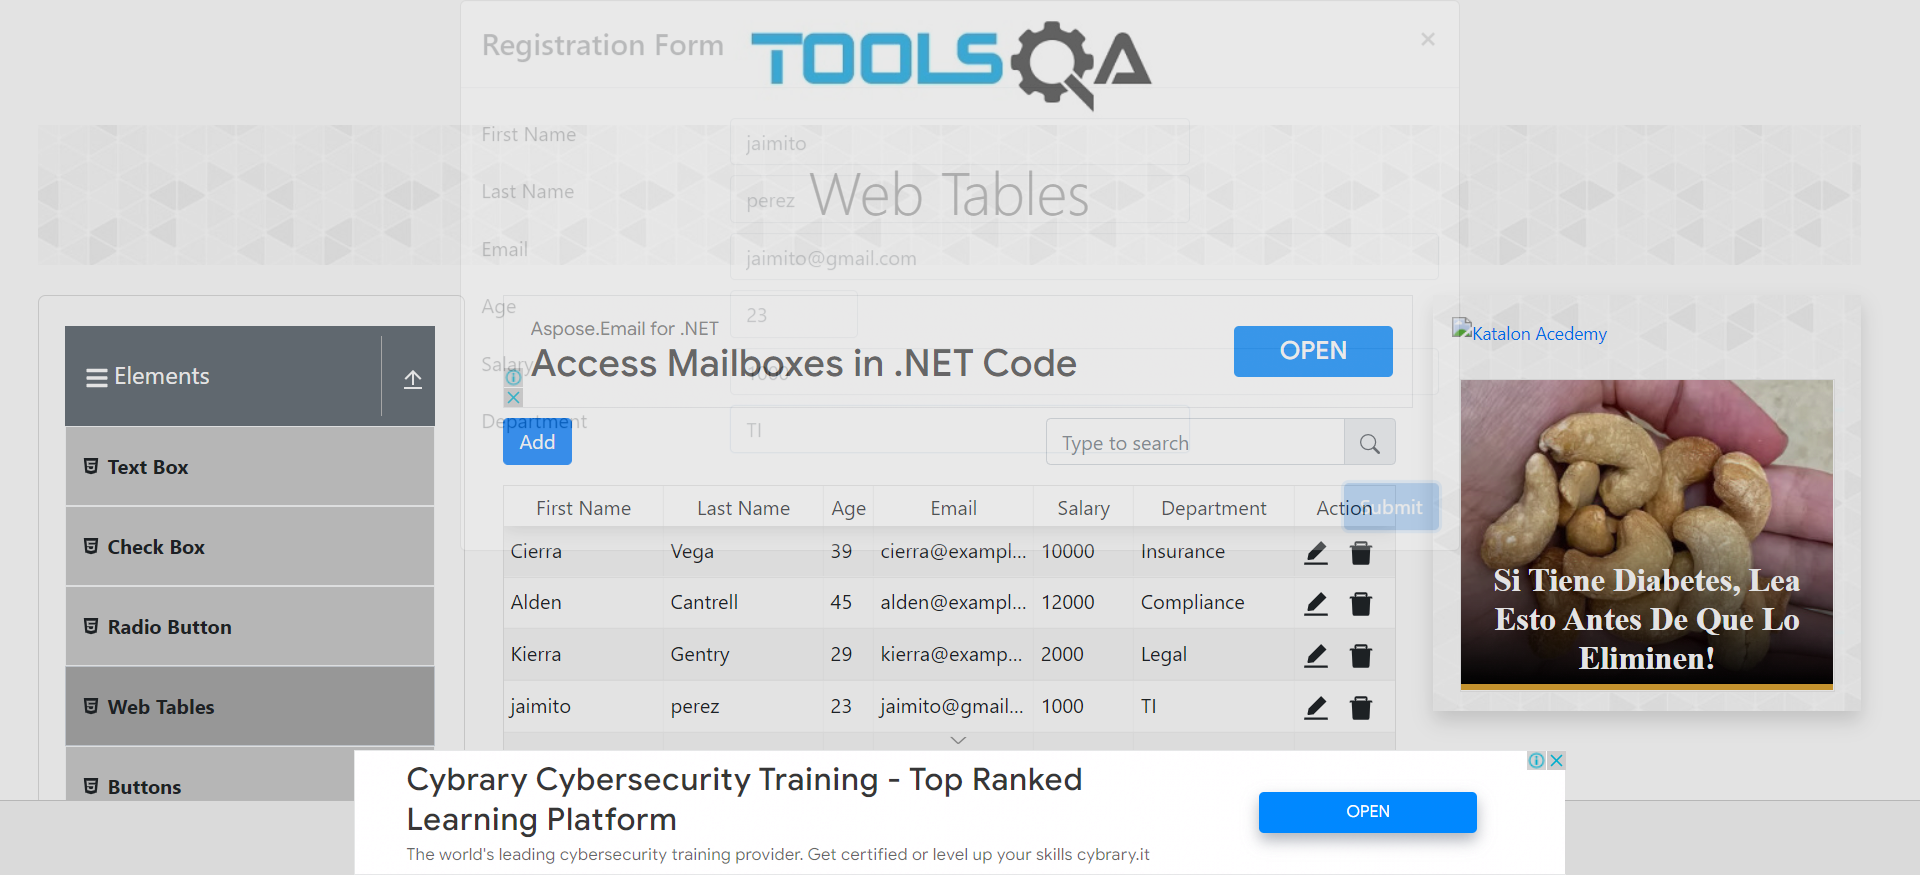 Registration Form
TOOLSQA
×
First Name
jaimito
Last Name
perez
Web Tables
Email
jaimito@gmail.com
Age
23
Salary
1000
Department
TI
Submit
Elements
Text Box
Check Box
Radio Button
Web Tables
Buttons
Aspose.Email for .NET
Access Mailboxes in .NET Code
OPEN
Add
Type to search
First Name Last Name Age Email Salary Department Action
Cierra Vega 39 cierra@exampl... 10000 Insurance
Alden Cantrell 45 alden@exampl... 12000 Compliance
Kierra Gentry 29 kierra@examp... 2000 Legal
jaimito perez 23 jaimito@gmail... 1000 TI
Katalon Acedemy
Si Tiene Diabetes, Lea
Esto Antes De Que Lo
Eliminen!
Cybrary Cybersecurity Training - Top Ranked
Learning Platform
The world's leading cybersecurity training provider. Get certified or level up your skills cybrary.it
OPEN